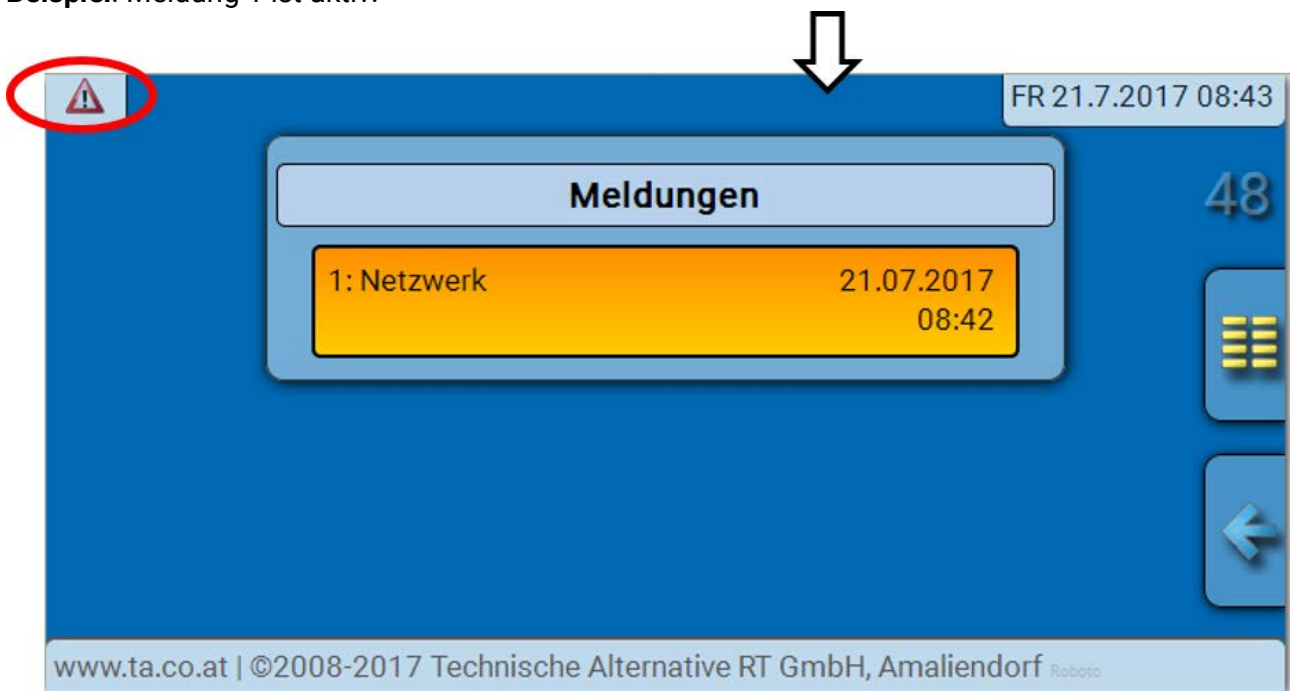 FR 21.7.2017 08:43
Meldungen
48
1: Netzwerk 21.07.2017
08:42
www.ta.co.at | ©2008-2017 Technische Alternative RT GmbH, Amaliendorf Roboto